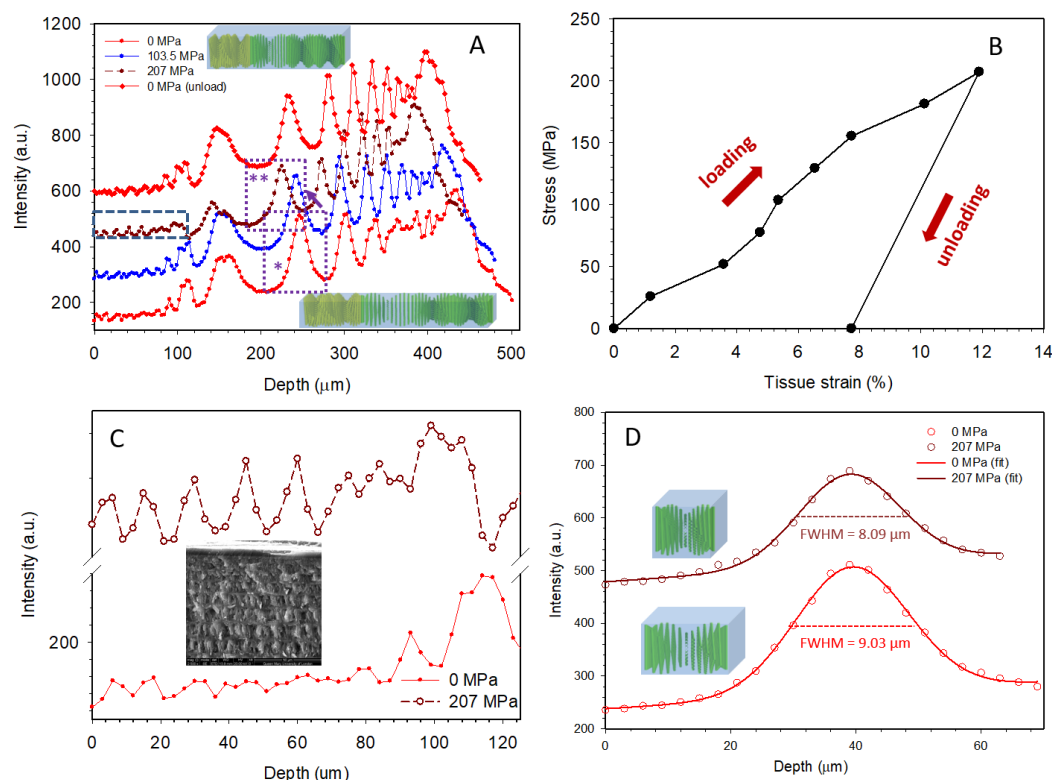 A
0 MPa
103.5 MPa
207 MPa
0 MPa (unload)
1200
1000
800
600
400
200
Intensity (a.u.)
**
*
0 100 200 300 400 500
Depth (μm)
B
250
200
150
100
50
0
Stress (MPa)
loading
unloading
0 2 4 6 8 10 12 14
Tissue strain (%)
C
Intensity (a.u.)
Intensity (a.u.)
200
0 MPa
207 MPa
0 20 40 60 80 100 120
Depth (um)
D
0 MPa
207 MPa
0 MPa (fit)
207 MPa (fit)
800
700
600
500
400
300
200
Intensity (a.u.)
FWHM = 8.09 μm
FWHM = 9.03 μm
0 20 40 60
Depth (μm)